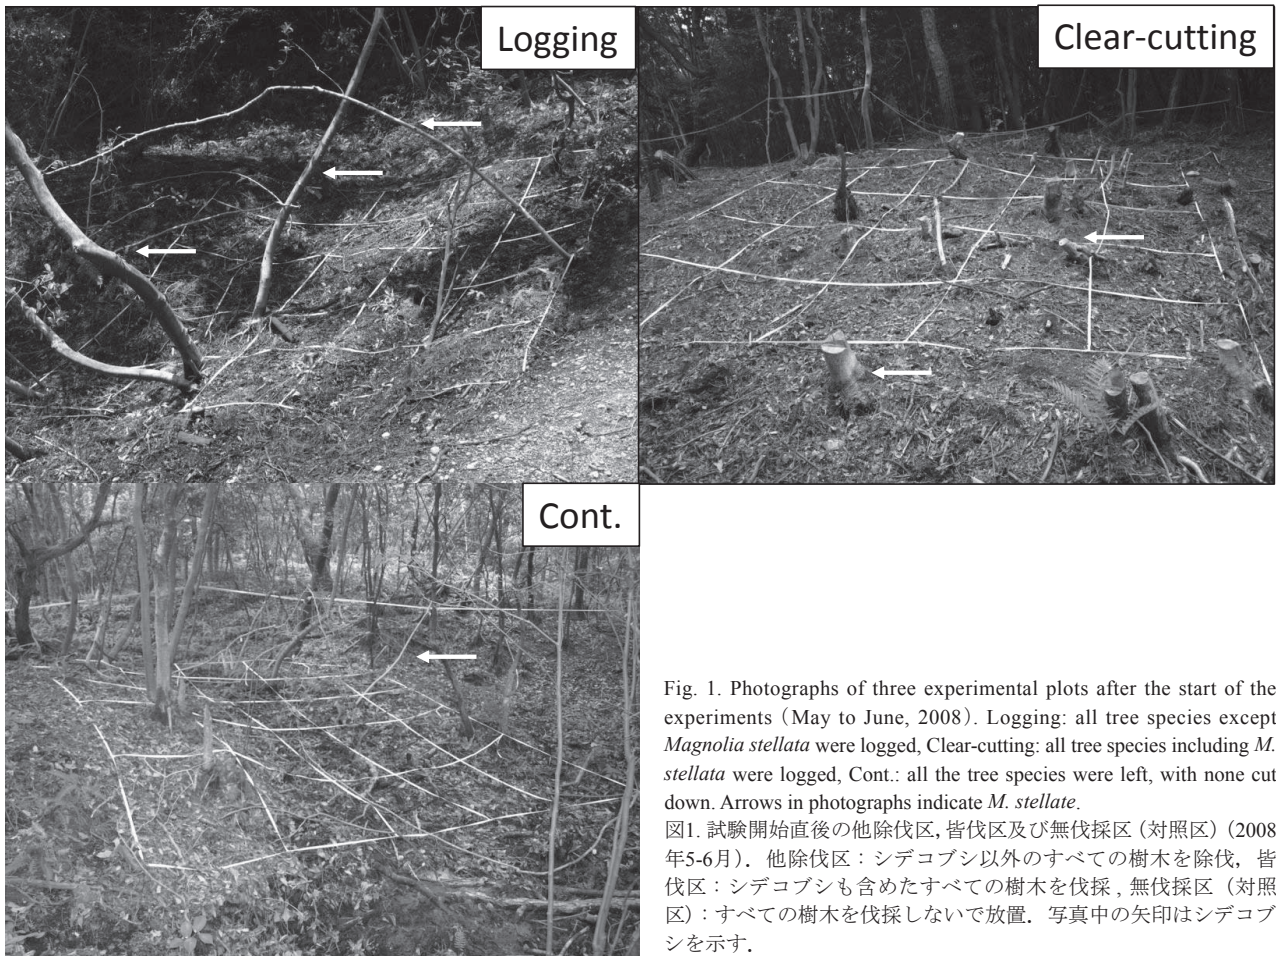 Logging
Clear-cutting
Cont.
Fig. 1. Photographs of three experimental plots after the start of the
experiments (May to June, 2008). Logging: all tree species except
Magnolia stellata were logged, Clear-cutting: all tree species including M.
stellata were logged, Cont.: all the tree species were left, with none cut
down. Arrows in photographs indicate M. stellate.
図1. 試験開始直後の他除伐区, 皆伐区及び無伐採区（対照区）（2008
年5-6月）．他除伐区：シデコブシ以外のすべての樹木を除伐，皆
伐区：シデコブシも含めたすべての樹木を伐採 , 無伐採区（対照
区）：すべての樹木を伐採しないで放置．写真中の矢印はシデコブ
シを示す．